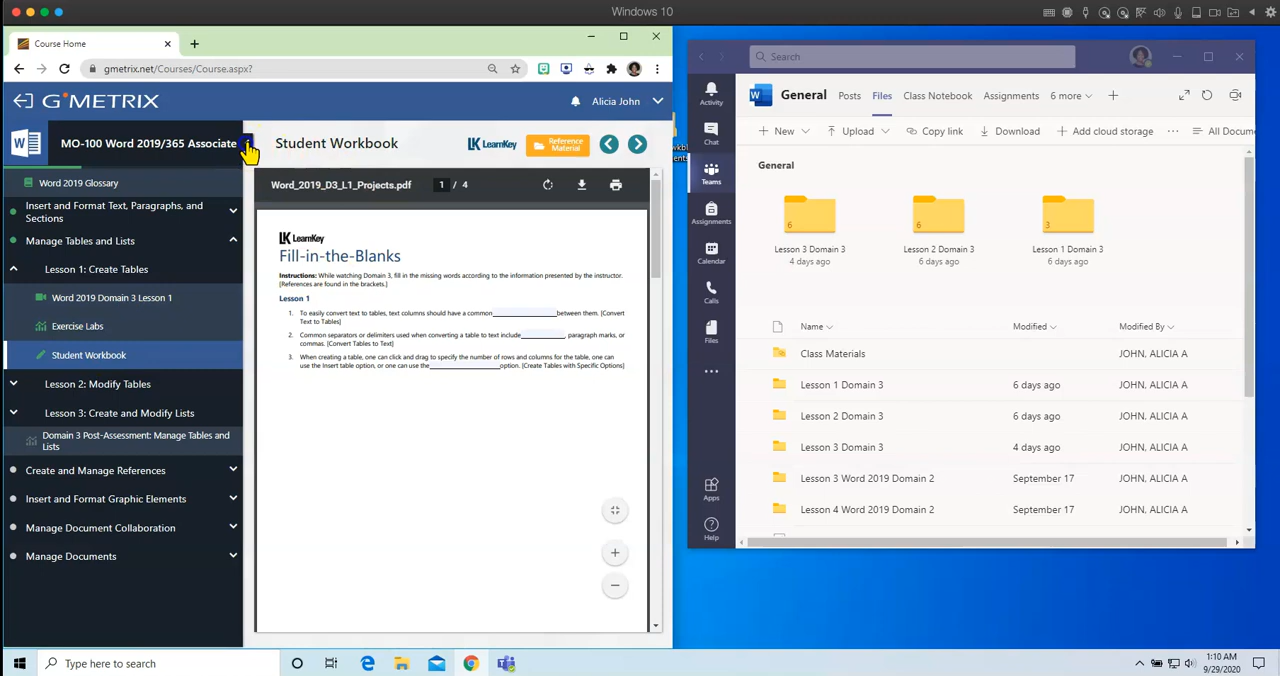 Windows 10
Course Home
gmetrix.net/Courses/Course.aspx?
G*METRIX
Alicia John
MO-100 Word 2019/365 Associate
Student Workbook
LK LearnKey
Reference
Material
Word 2019 Glossary
Insert and Format Text, Paragraphs, and
Sections
Manage Tables and Lists
Lesson 1: Create Tables
Word 2019 Domain 3 Lesson 1
Exercise Labs
Student Workbook
Lesson 2: Modify Tables
Lesson 3: Create and Modify Lists
Domain 3 Post-Assessment: Manage Tables and
Lists
Create and Manage References
Insert and Format Graphic Elements
Manage Document Collaboration
Manage Documents
Word_2019_D3_L1_Projects.pdf
1 / 4
LK LearnKey
Fill-in-the-Blanks
Instructions: While watching Domain 3, fill in the missing words according to the information presented by the instructor.
[References are found in the brackets.]
Lesson 1
1. To easily convert text to tables, text columns should have a common____________between them. [Convert
Text to Tables]
2. Common separators or delimiters used when converting a table to text include________, paragraph marks, or
commas. [Convert Tables to Text]
3. When creating a table, one can click and drag to specify the number of rows and columns for the table, one can
use the Insert table option, or one can use the____________option. [Create Tables with Specific Options]
Search
Activity
Chat
Teams
Assignments
Calendar
Calls
Files
Apps
Help
General
Posts
Files
Class Notebook
Assignments
6 more
New
Upload
Copy link
Download
Add cloud storage
All Docume
General
6
Lesson 3 Domain 3
4 days ago
6
Lesson 2 Domain 3
6 days ago
3
Lesson 1 Domain 3
6 days ago
Name
Modified
Modified By
Class Materials
JOHN, ALICIA A
Lesson 1 Domain 3
6 days ago
JOHN, ALICIA A
Lesson 2 Domain 3
6 days ago
JOHN, ALICIA A
Lesson 3 Domain 3
4 days ago
JOHN, ALICIA A
Lesson 3 Word 2019 Domain 2
September 17
JOHN, ALICIA A
Lesson 4 Word 2019 Domain 2
September 17
JOHN, ALICIA A
Type here to search
1:10 AM
9/29/2020